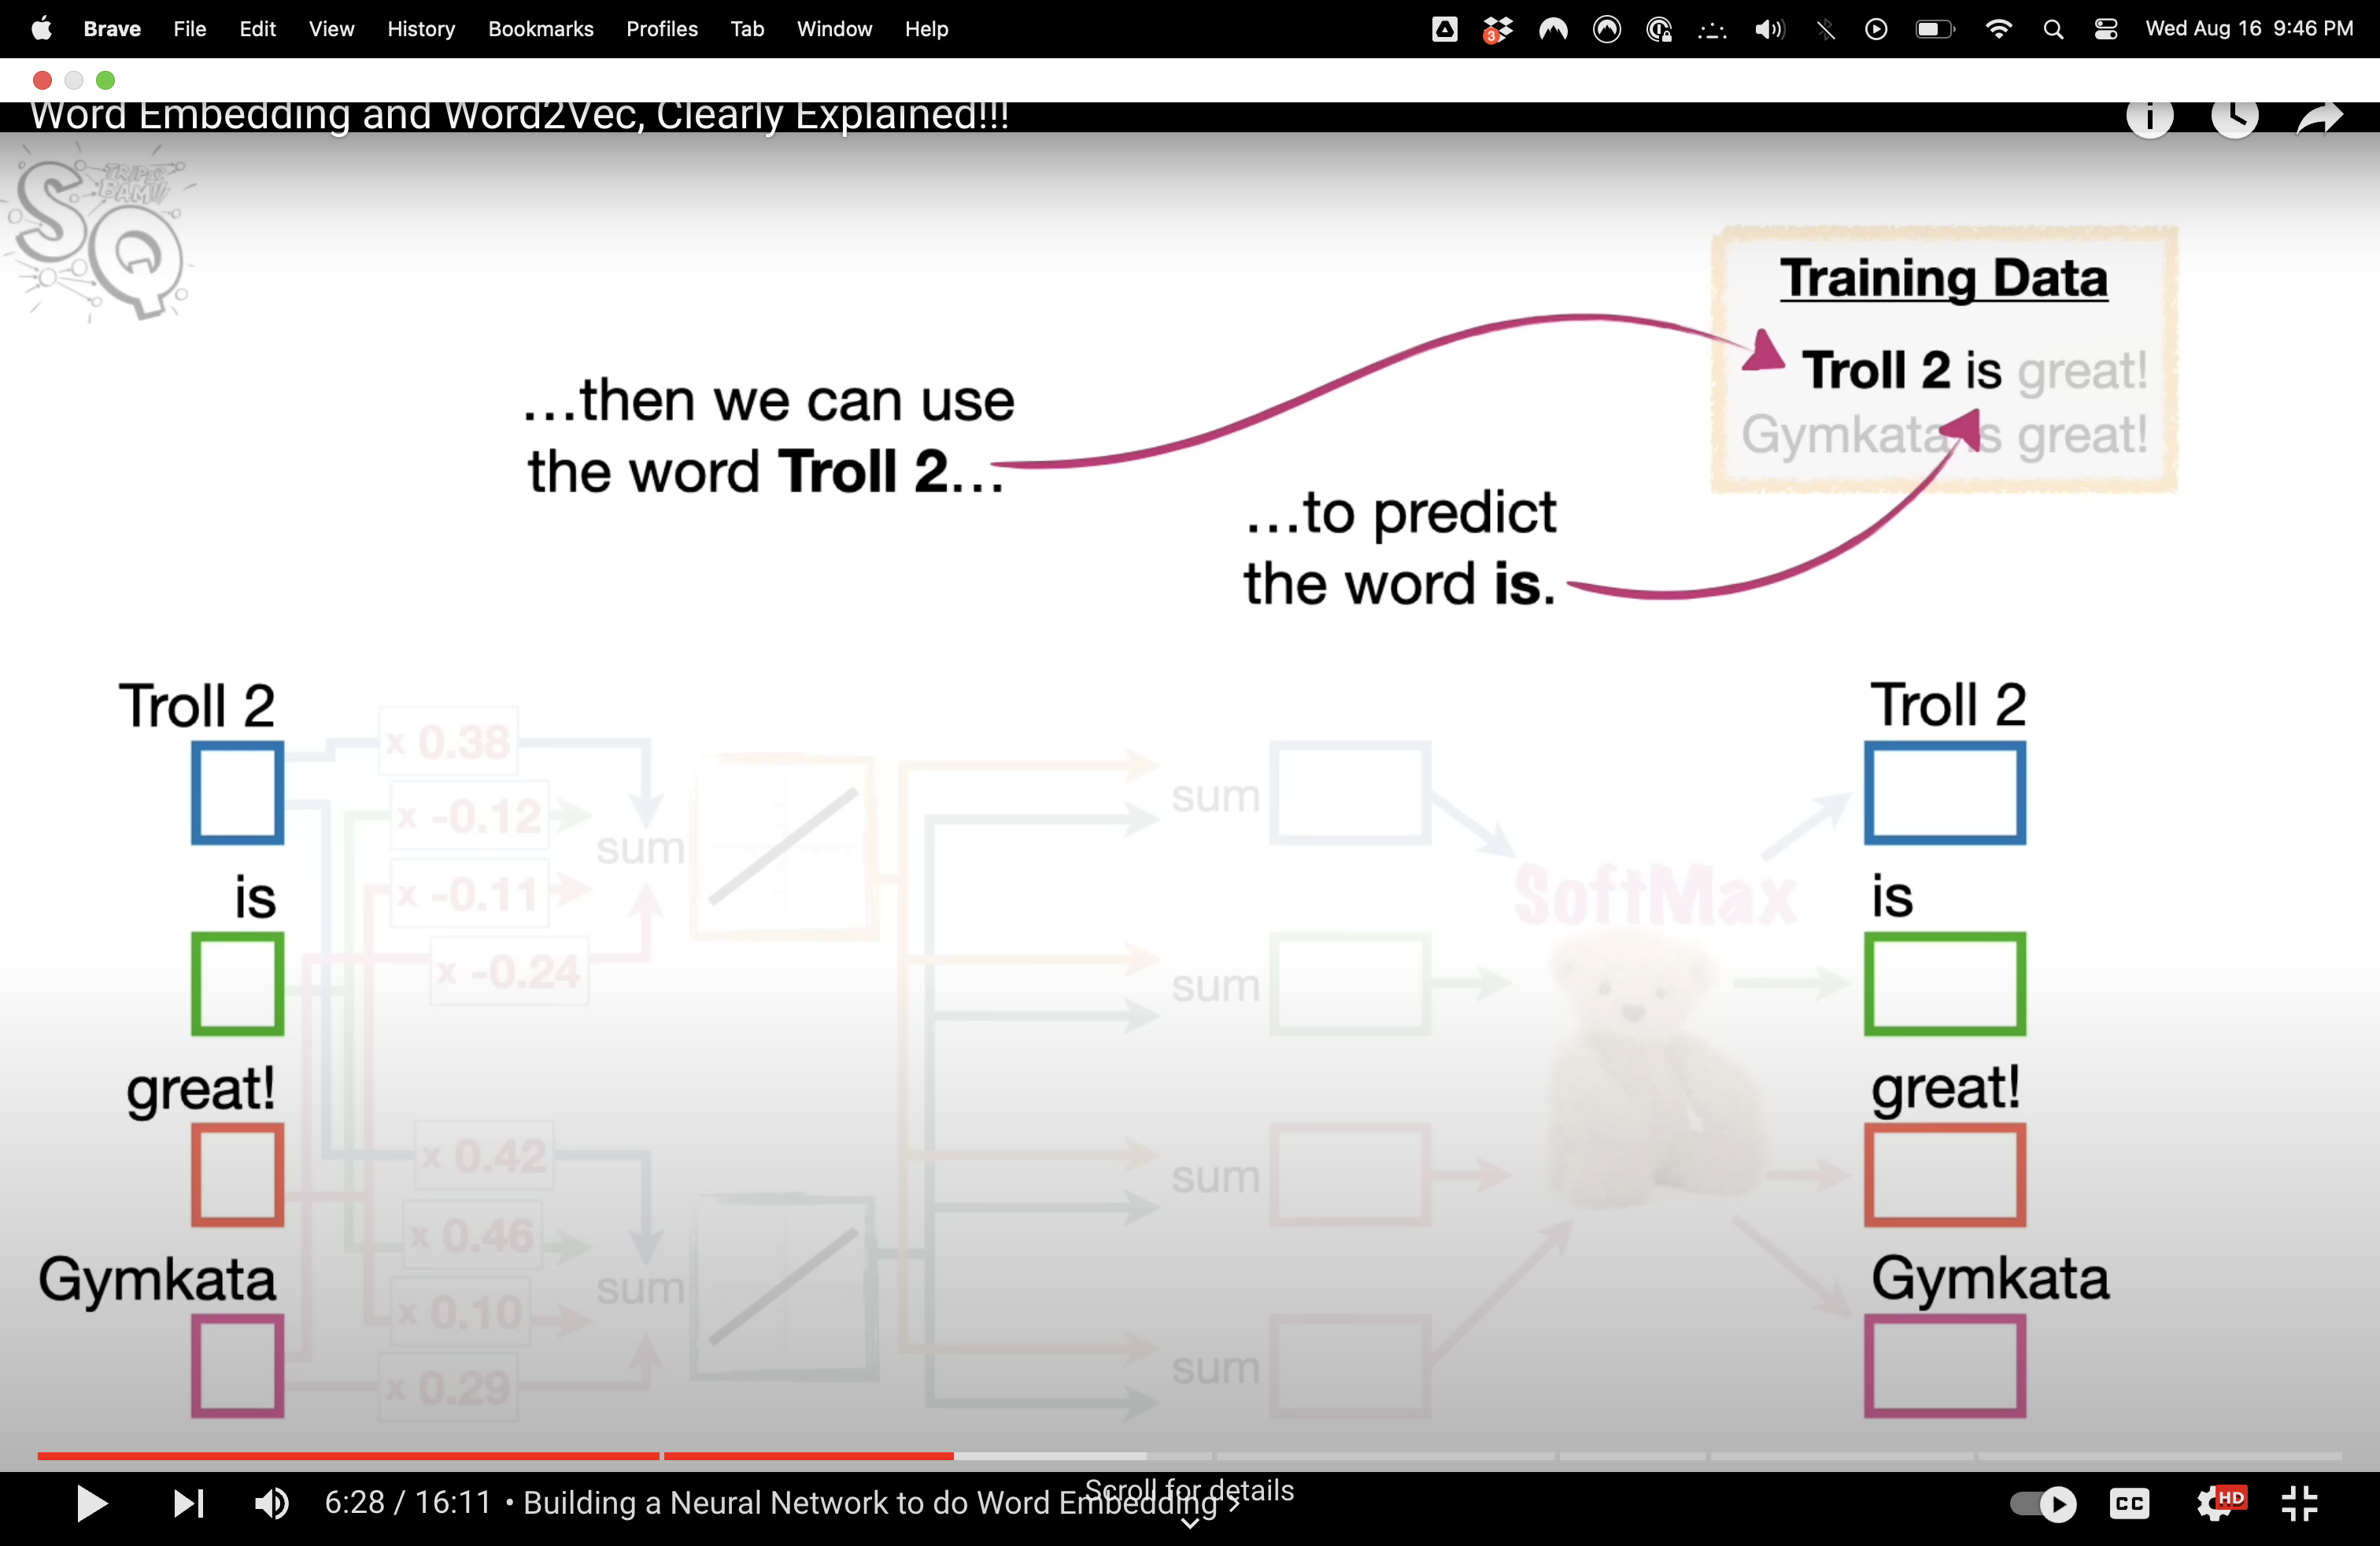 Brave File Edit View History Bookmarks Profiles Tab Window Help 3 Wed Aug 16 9:46 PM
Word Embedding and Word2Vec, Clearly Explained!!!
SQ TRIPLE BAM!!!
Training Data
Troll 2 is great!
Gymkata is great!
...then we can use
the word Troll 2...
...to predict
the word is.
Troll 2
is
great!
Gymkata
x 0.38
x -0.12
x -0.11
x -0.24
sum
x 0.42
x 0.46
x 0.10
x 0.29
sum
sum
sum
sum
sum
SoftMax
Troll 2
is
great!
Gymkata
Scroll for details
6:28 / 16:11 • Building a Neural Network to do Word Embedding CC HD